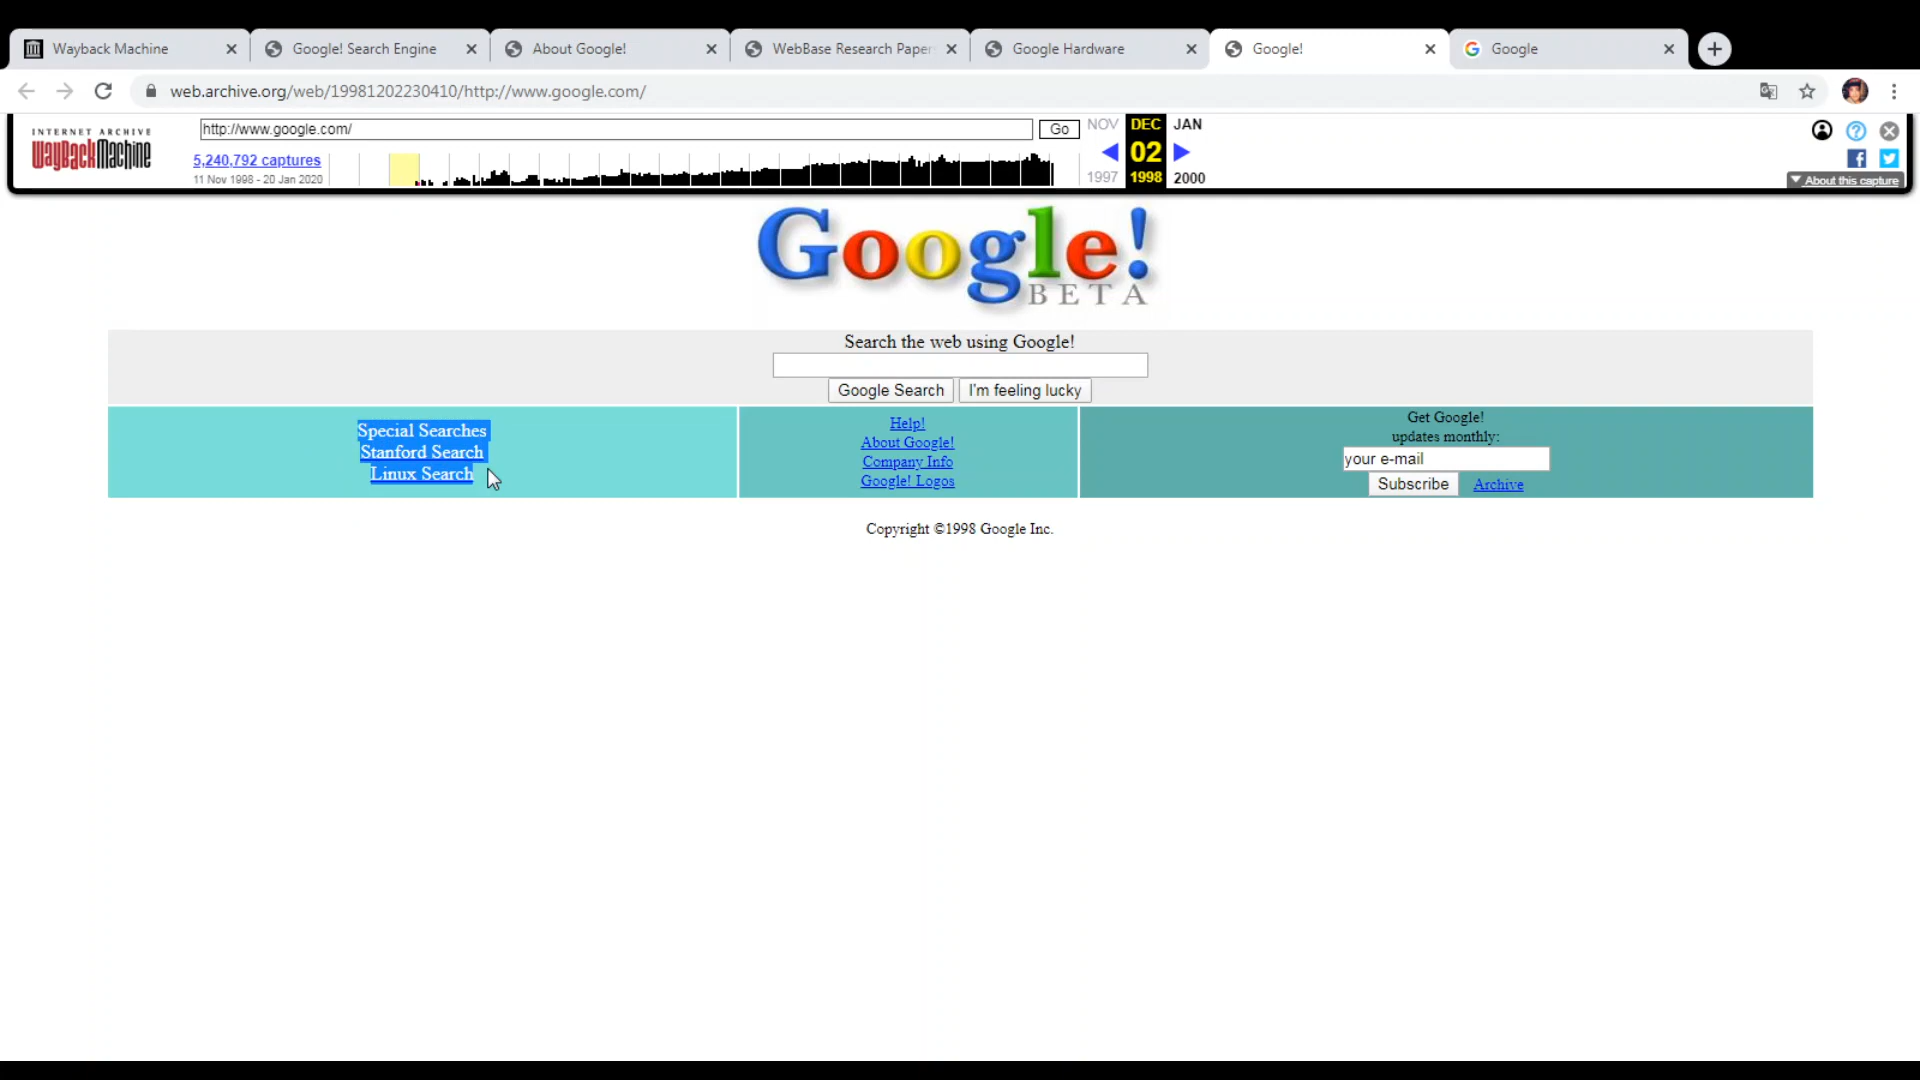 Wayback Machine
Google! Search Engine
About Google!
WebBase Research Paper
Google Hardware
Google!
Google
web.archive.org/web/19981202230410/http://www.google.com/
INTERNET ARCHIVE
WayBackMachine
http://www.google.com/
Go
NOV DEC JAN
5,240,792 captures
02
11 Nov 1998 - 20 Jan 2020
1997 1998 2000
About this capture
Google!
BETA
Search the web using Google!
Google Search
I'm feeling lucky
Special Searches
Stanford Search
Linux Search
Help!
About Google!
Company Info
Google! Logos
Get Google!
updates monthly:
your e-mail
Subscribe Archive
Copyright ©1998 Google Inc.